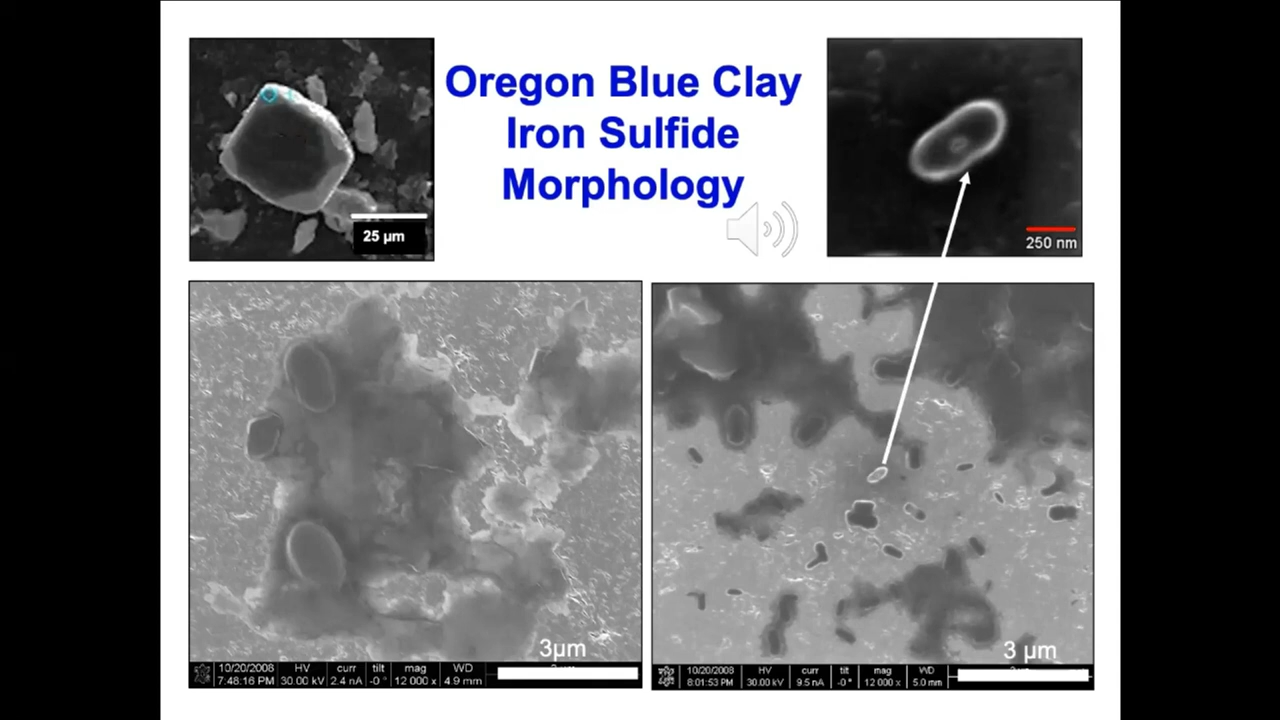 Oregon Blue Clay
Iron Sulfide
Morphology
25 µm
250 nm
3µm
10/20/2008 HV curr tilt mag WD
7:48:16 PM 30.00 kV 2.4 nA -0° 12 000 x 4.9 mm
3 µm
10/20/2008 HV curr tilt mag WD
8:01:53 PM 30.00 kV 9.5 nA -0° 12 000 x 5.0 mm